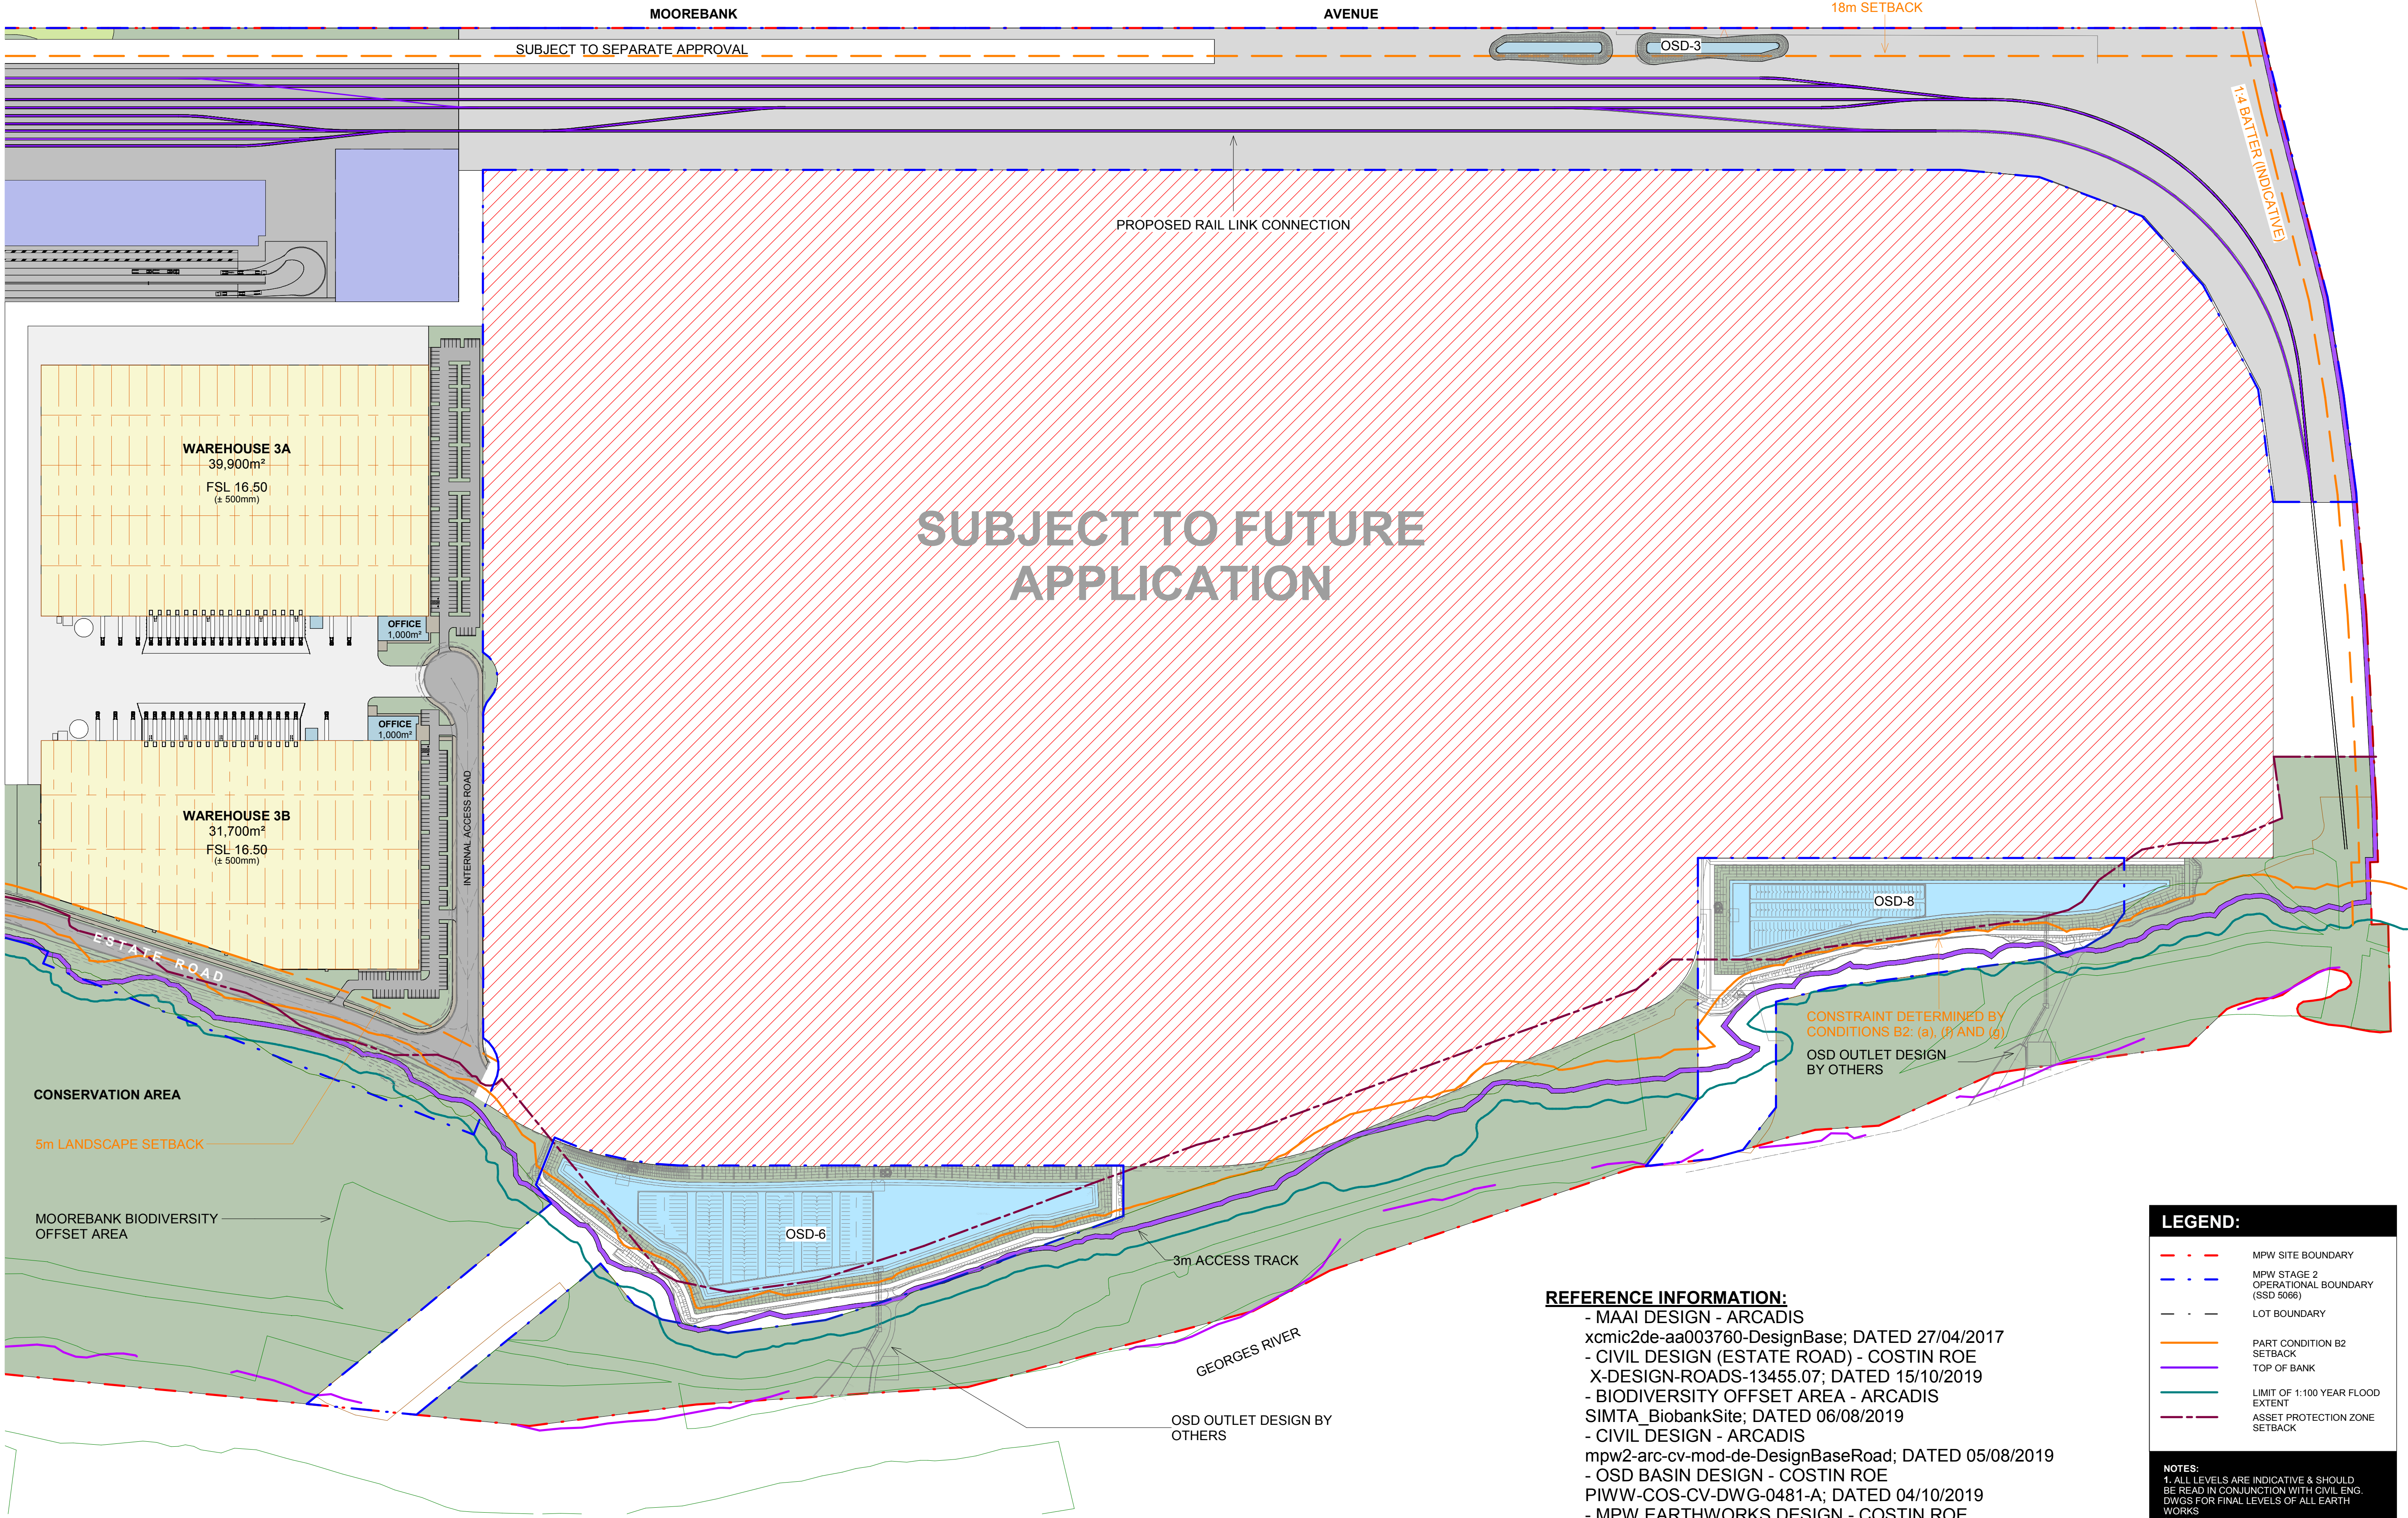 MOOREBANK
AVENUE
18m SETBACK
SUBJECT TO SEPARATE APPROVAL
OSD-3
1:4 BATTER (INDICATIVE)
PROPOSED RAIL LINK CONNECTION
WAREHOUSE 3A
39,900m²
FSL 16.50
(± 500mm)
SUBJECT TO FUTURE
APPLICATION
OFFICE
1,000m²
OFFICE
1,000m²
INTERNAL ACCESS ROAD
WAREHOUSE 3B
31,700m²
FSL 16.50
(± 500mm)
ESTATE ROAD
OSD-8
CONSTRAINT DETERMINED BY
CONDITIONS B2: (a), (f) AND (g)
OSD OUTLET DESIGN
BY OTHERS
CONSERVATION AREA
5m LANDSCAPE SETBACK
MOOREBANK BIODIVERSITY
OFFSET AREA
OSD-6
3m ACCESS TRACK
GEORGES RIVER
OSD OUTLET DESIGN BY
OTHERS
REFERENCE INFORMATION:
- MAAI DESIGN - ARCADIS
xcmic2de-aa003760-DesignBase; DATED 27/04/2017
- CIVIL DESIGN (ESTATE ROAD) - COSTIN ROE
X-DESIGN-ROADS-13455.07; DATED 15/10/2019
- BIODIVERSITY OFFSET AREA - ARCADIS
SIMTA_BiobankSite; DATED 06/08/2019
- CIVIL DESIGN - ARCADIS
mpw2-arc-cv-mod-de-DesignBaseRoad; DATED 05/08/2019
- OSD BASIN DESIGN - COSTIN ROE
PIWW-COS-CV-DWG-0481-A; DATED 04/10/2019
- MPW EARTHWORKS DESIGN - COSTIN ROE
LEGEND:
MPW SITE BOUNDARY
MPW STAGE 2
OPERATIONAL BOUNDARY
(SSD 5066)
LOT BOUNDARY
PART CONDITION B2
SETBACK
TOP OF BANK
LIMIT OF 1:100 YEAR FLOOD
EXTENT
ASSET PROTECTION ZONE
SETBACK
NOTES:
1. ALL LEVELS ARE INDICATIVE & SHOULD
BE READ IN CONJUNCTION WITH CIVIL ENG.
DWGS FOR FINAL LEVELS OF ALL EARTH
WORKS